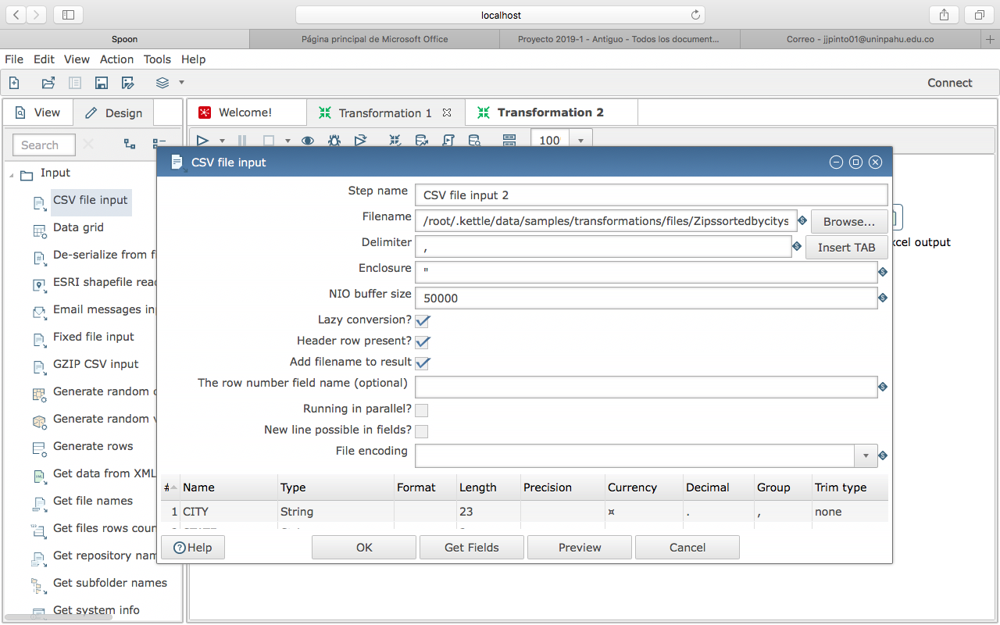 localhost
Spoon
Página principal de Microsoft Office
Proyecto 2019-1 - Antiguo - Todos los document...
Correo - jjpinto01@uninpahu.edu.co
File Edit View Action Tools Help
Connect
View
Design
Welcome!
Transformation 1
Transformation 2
Search
100
Input
CSV file input
Data grid
De-serialize from f
ESRI shapefile rea
Email messages in
Fixed file input
GZIP CSV input
Generate random
Generate random
Generate rows
Get data from XML
Get file names
Get files rows coun
Get repository nam
Get subfolder names
Get system info
xcel output
CSV file input
Step name CSV file input 2
Filename /root/.kettle/data/samples/transformations/files/Zipssortedbycitys Browse...
Delimiter , Insert TAB
Enclosure "
NIO buffer size 50000
Lazy conversion?
Header row present?
Add filename to result
The row number field name (optional)
Running in parallel?
New line possible in fields?
File encoding
# Name Type Format Length Precision Currency Decimal Group Trim type
1 CITY String 23 ¤ . , none
Help OK Get Fields Preview Cancel